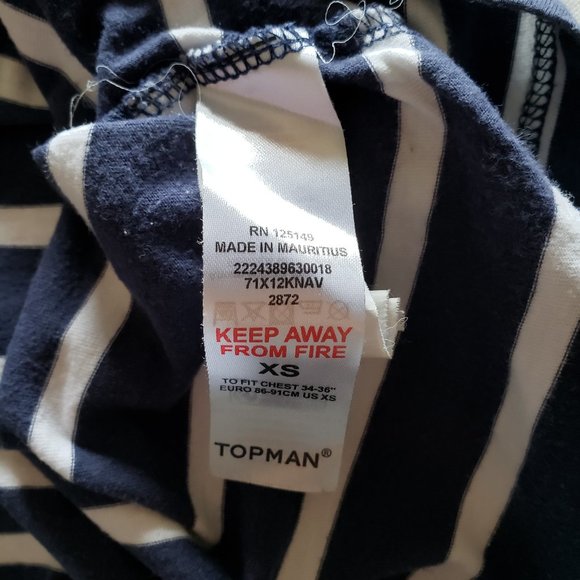 RN 125149
MADE IN MAURITIUS
2224389630018
71X12KNAV
2872
KEEP AWAY
FROM FIRE
XS
TO FIT CHEST 34-36"
EURO 86-91CM US XS
TOPMAN®